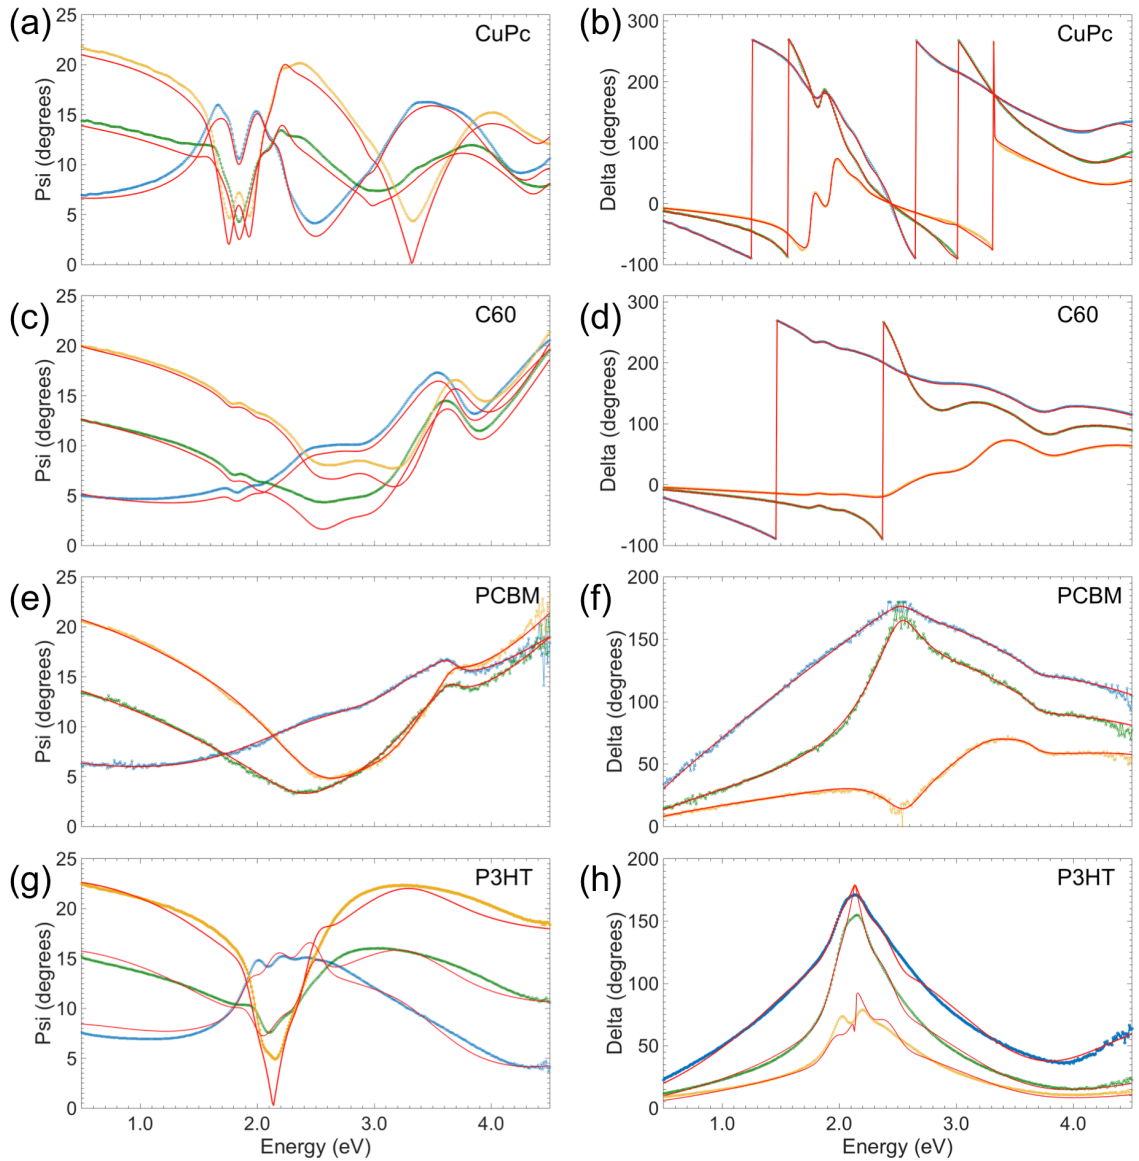 (a) CuPc
25
20
15
10
5
0
Psi (degrees)
(b) CuPc
300
200
100
0
-100
Delta (degrees)
(c) C60
25
20
15
10
5
0
Psi (degrees)
(d) C60
300
200
100
0
-100
Delta (degrees)
(e) PCBM
25
20
15
10
5
0
Psi (degrees)
(f) PCBM
200
150
100
50
0
Delta (degrees)
(g) P3HT
25
20
15
10
5
0
Psi (degrees)
1.0 2.0 3.0 4.0
Energy (eV)
(h) P3HT
200
150
100
50
0
Delta (degrees)
1.0 2.0 3.0 4.0
Energy (eV)